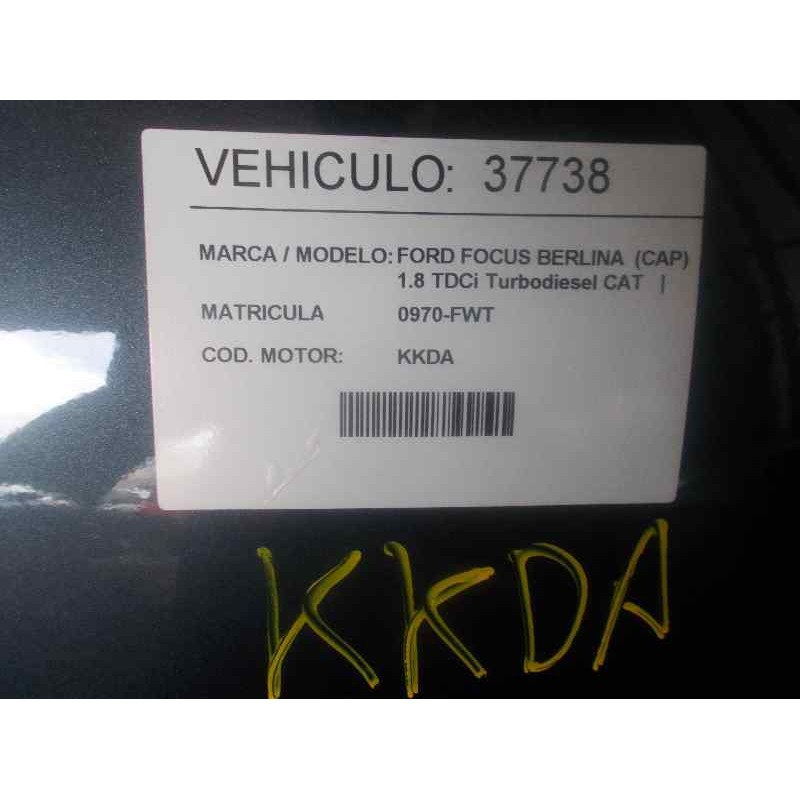 VEHICULO: 37738
MARCA / MODELO: FORD FOCUS BERLINA (CAP)
1.8 TDCi Turbodiesel CAT |
MATRICULA 0970-FWT
COD. MOTOR: KKDA
KKDA